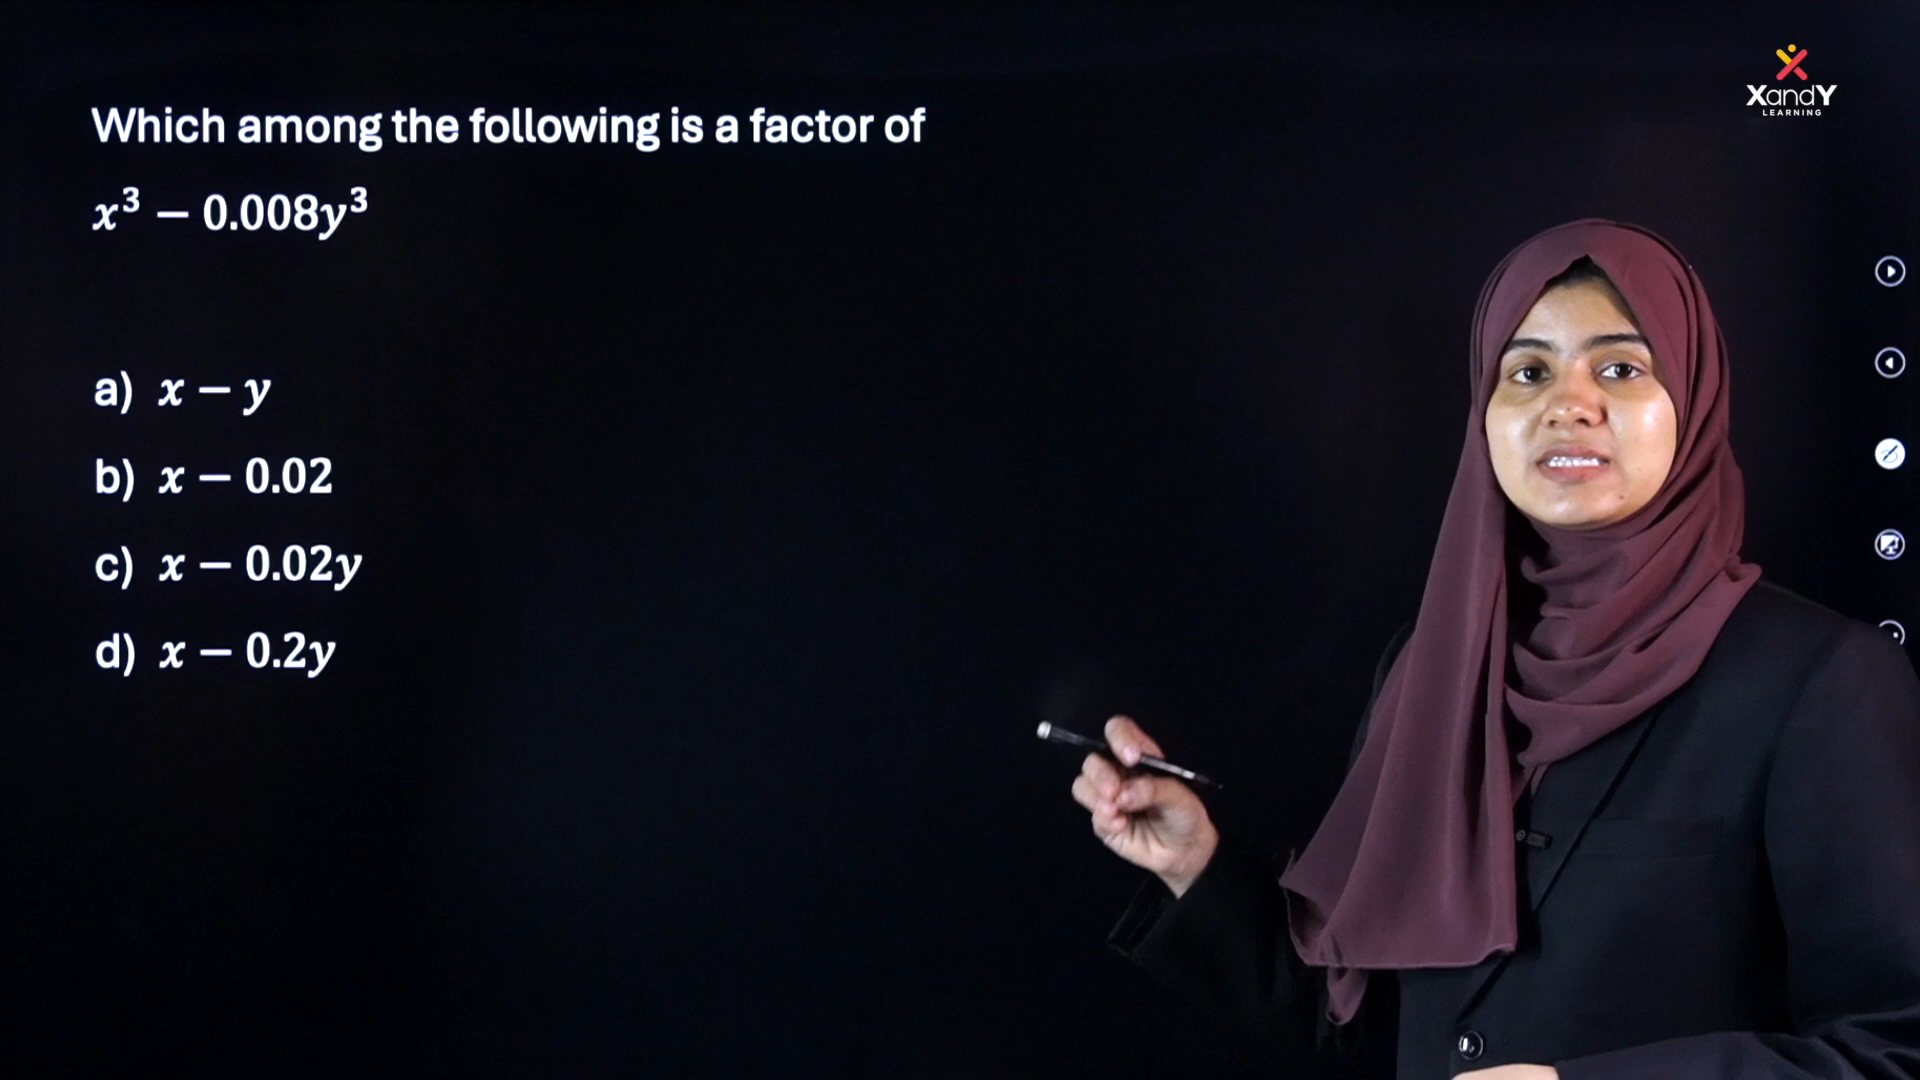 XandY
LEARNING
Which among the following is a factor of
x³ − 0.008y³
a) x − y
b) x − 0.02
c) x − 0.02y
d) x − 0.2y